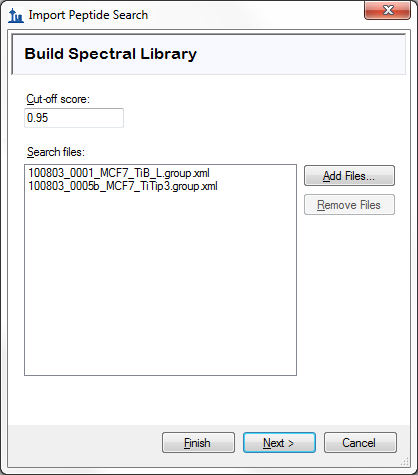 Import Peptide Search
Build Spectral Library
Cut-off score:
0.95
Search files:
100803_0001_MCF7_TiB_L.group.xml
100803_0005b_MCF7_TiTip3.group.xml
Add Files...
Remove Files
Finish
Next >
Cancel